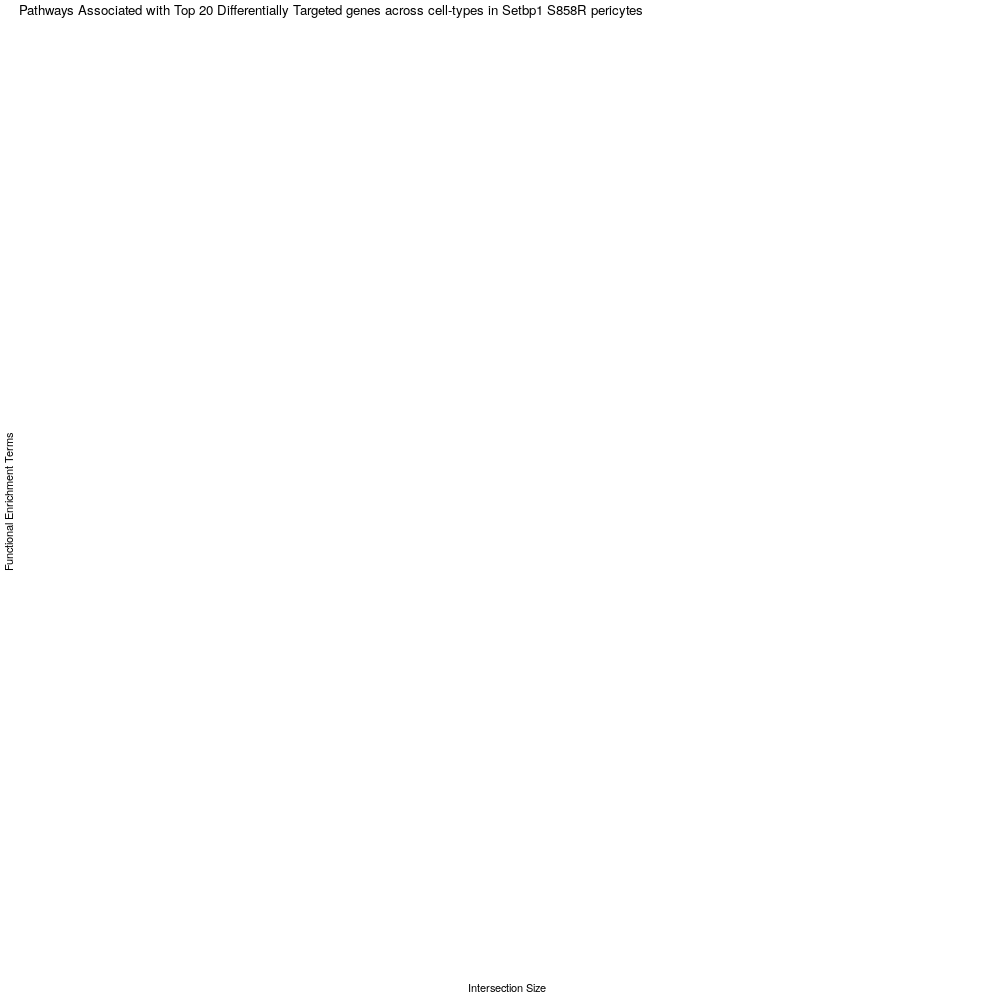 Pathways Associated with Top 20 Differentially Targeted genes across cell-types in Setbp1 S858R pericytes
Functional Enrichment Terms
Intersection Size